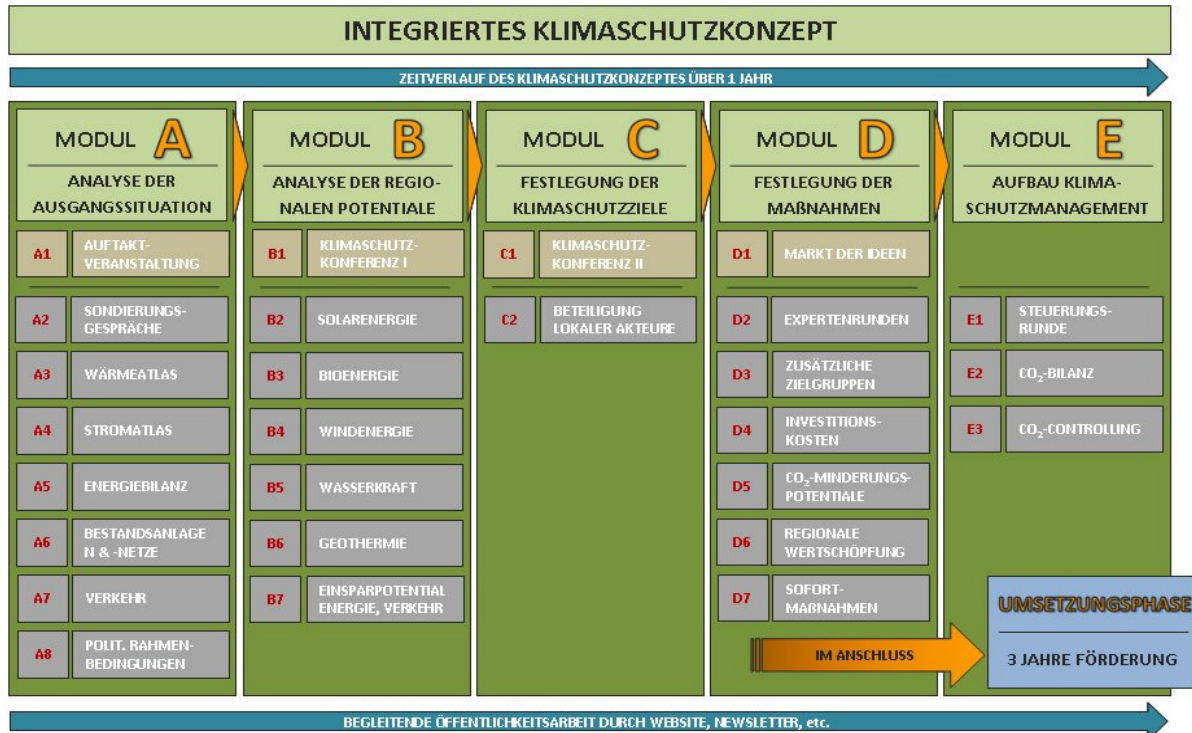 INTEGRIERTES KLIMASCHUTZKONZEPT
ZEITVERLAUF DES KLIMASCHUTZKONZEPTES ÜBER 1 JAHR
MODUL A
ANALYSE DER
AUSGANGSSITUATION
A1 AUFTAKT-
VERANSTALTUNG
A2 SONDIERUNGS-
GESPRÄCHE
A3 WÄRMEATLAS
A4 STROMATLAS
A5 ENERGIEBILANZ
A6 BESTANDSANLAGE
N & -NETZE
A7 VERKEHR
A8 POLIT. RAHMEN-
BEDINGUNGEN
MODUL B
ANALYSE DER REGIO-
NALEN POTENTIALE
B1 KLIMASCHUTZ-
KONFERENZ I
B2 SOLARENERGIE
B3 BIOENERGIE
B4 WINDENERGIE
B5 WASSERKRAFT
B6 GEOTHERMIE
B7 EINSPARPOTENTIAL
ENERGIE, VERKEHR
MODUL C
FESTLEGUNG DER
KLIMASCHUTZZIELE
C1 KLIMASCHUTZ-
KONFERENZ II
C2 BETEILIGUNG
LOKALER AKTEURE
MODUL D
FESTLEGUNG DER
MAßNAHMEN
D1 MARKT DER IDEEN
D2 EXPERTENRUNDEN
D3 ZUSÄTZLICHE
ZIELGRUPPEN
D4 INVESTITIONS-
KOSTEN
D5 CO₂-MINDERUNGS-
POTENTIALE
D6 REGIONALE
WERTSCHÖPFUNG
D7 SOFORT-
MAßNAHMEN
MODUL E
AUFBAU KLIMA-
SCHUTZMANAGEMENT
E1 STEUERUNGS-
RUNDE
E2 CO₂-BILANZ
E3 CO₂-CONTROLLING
IM ANSCHLUSS
UMSETZUNGSPHASE
3 JAHRE FÖRDERUNG
BEGLEITENDE ÖFFENTLICHKEITSARBEIT DURCH WEBSITE, NEWSLETTER, etc.